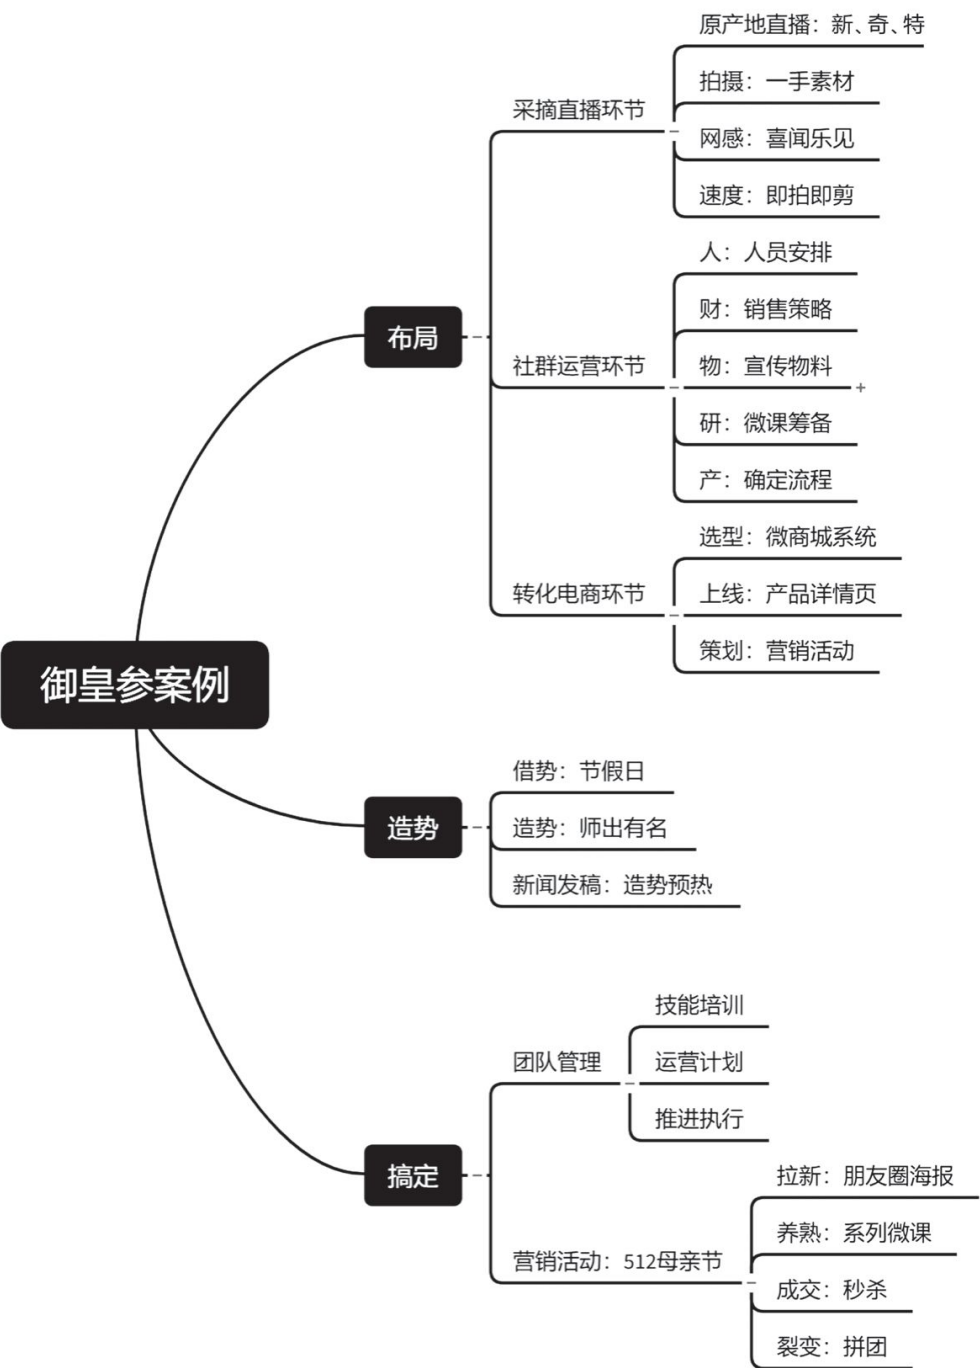 御皇参案例
布局
采摘直播环节
原产地直播：新、奇、特
拍摄：一手素材
网感：喜闻乐见
速度：即拍即剪
社群运营环节
人：人员安排
财：销售策略
物：宣传物料
研：微课筹备
产：确定流程
转化电商环节
选型：微商城系统
上线：产品详情页
策划：营销活动
造势
借势：节假日
造势：师出有名
新闻发稿：造势预热
搞定
团队管理
技能培训
运营计划
推进执行
营销活动：512母亲节
拉新：朋友圈海报
养熟：系列微课
成交：秒杀
裂变：拼团